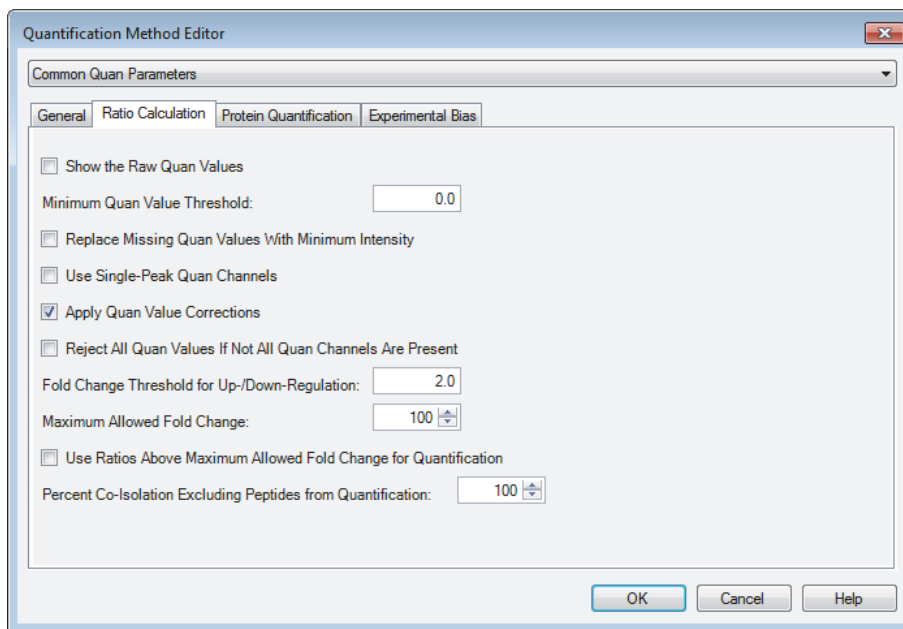 Quantification Method Editor
Common Quan Parameters
General Ratio Calculation Protein Quantification Experimental Bias
Show the Raw Quan Values
Minimum Quan Value Threshold: 0.0
Replace Missing Quan Values With Minimum Intensity
Use Single-Peak Quan Channels
Apply Quan Value Corrections
Reject All Quan Values If Not All Quan Channels Are Present
Fold Change Threshold for Up-/Down-Regulation: 2.0
Maximum Allowed Fold Change: 100
Use Ratios Above Maximum Allowed Fold Change for Quantification
Percent Co-Isolation Excluding Peptides from Quantification: 100
OK Cancel Help